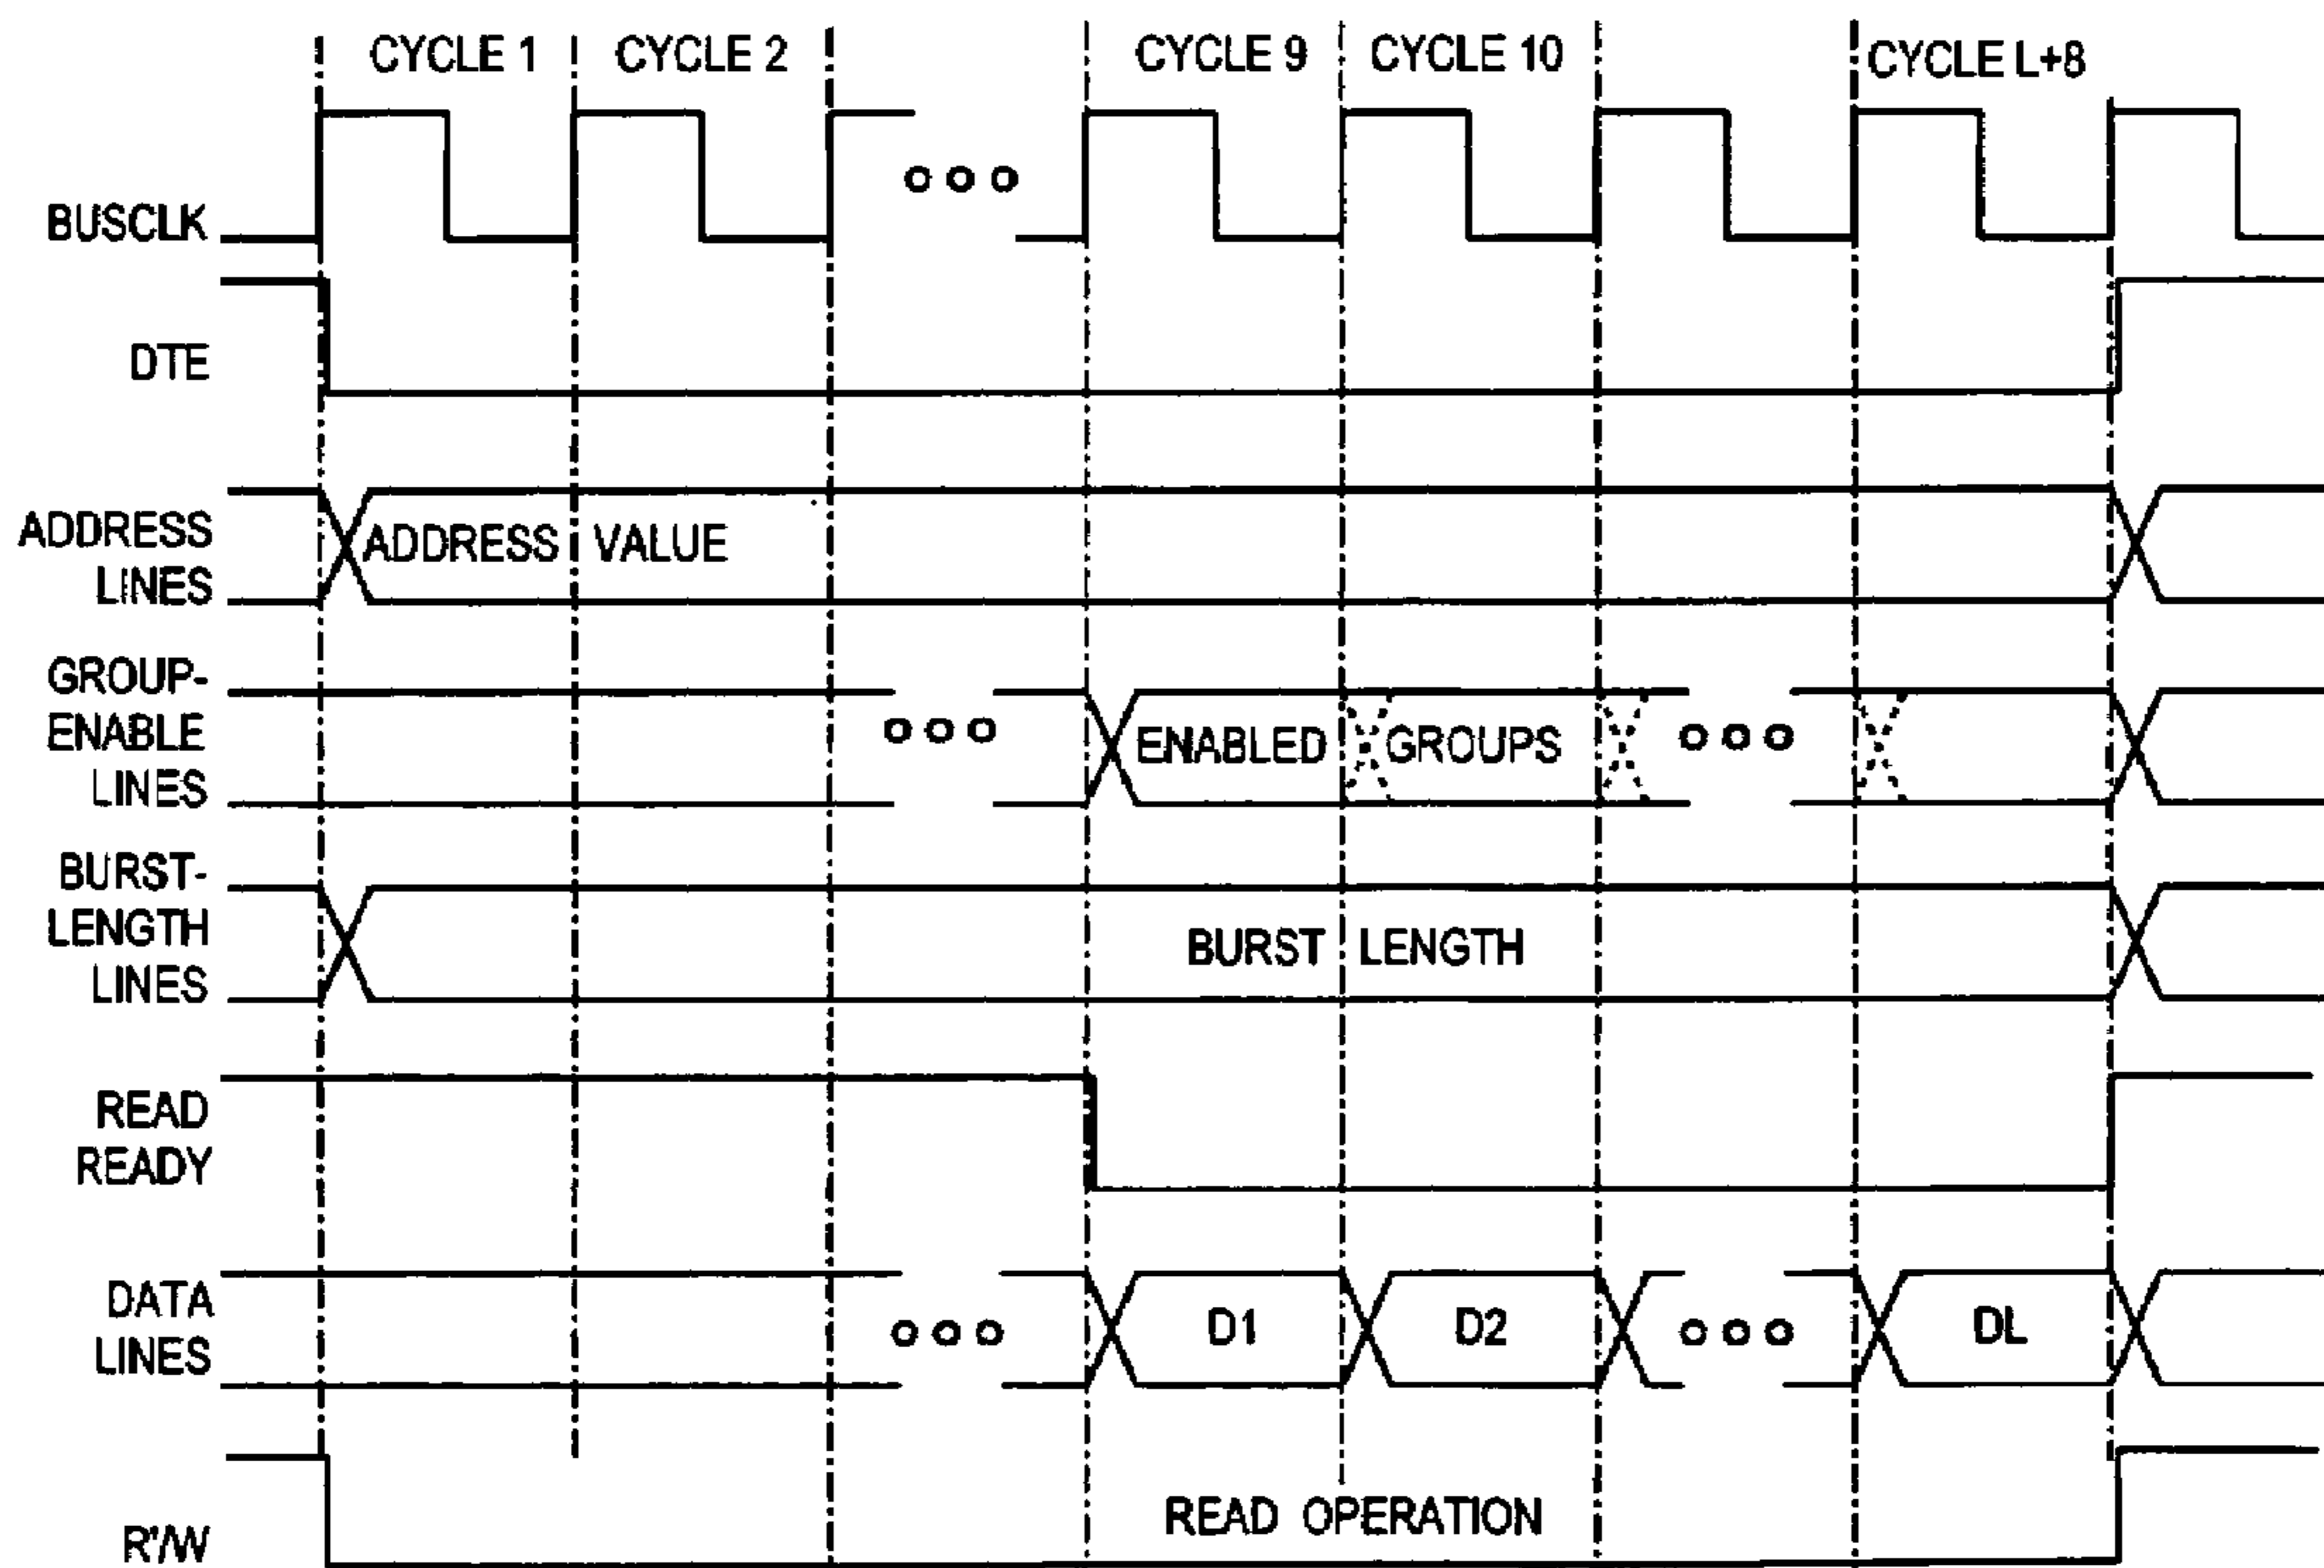 CYCLE 1 CYCLE 2 CYCLE 9 CYCLE 10 CYCLE L+8
BUSCLK
DTE
ADDRESS
LINES
ADDRESS VALUE
GROUP-
ENABLE
LINES
ENABLED GROUPS
BURST-
LENGTH
LINES
BURST LENGTH
READ
READY
DATA
LINES
D1 D2 DL
READ OPERATION
R'/W